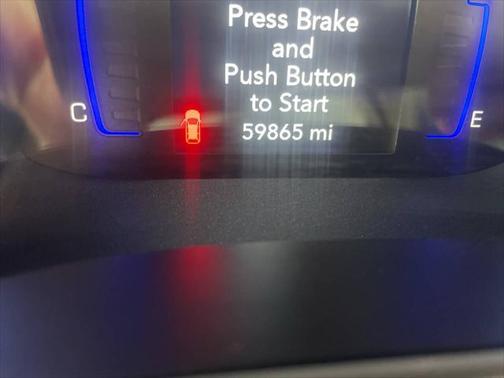 Press Brake
and
Push Button
to Start
59865 mi
C
E